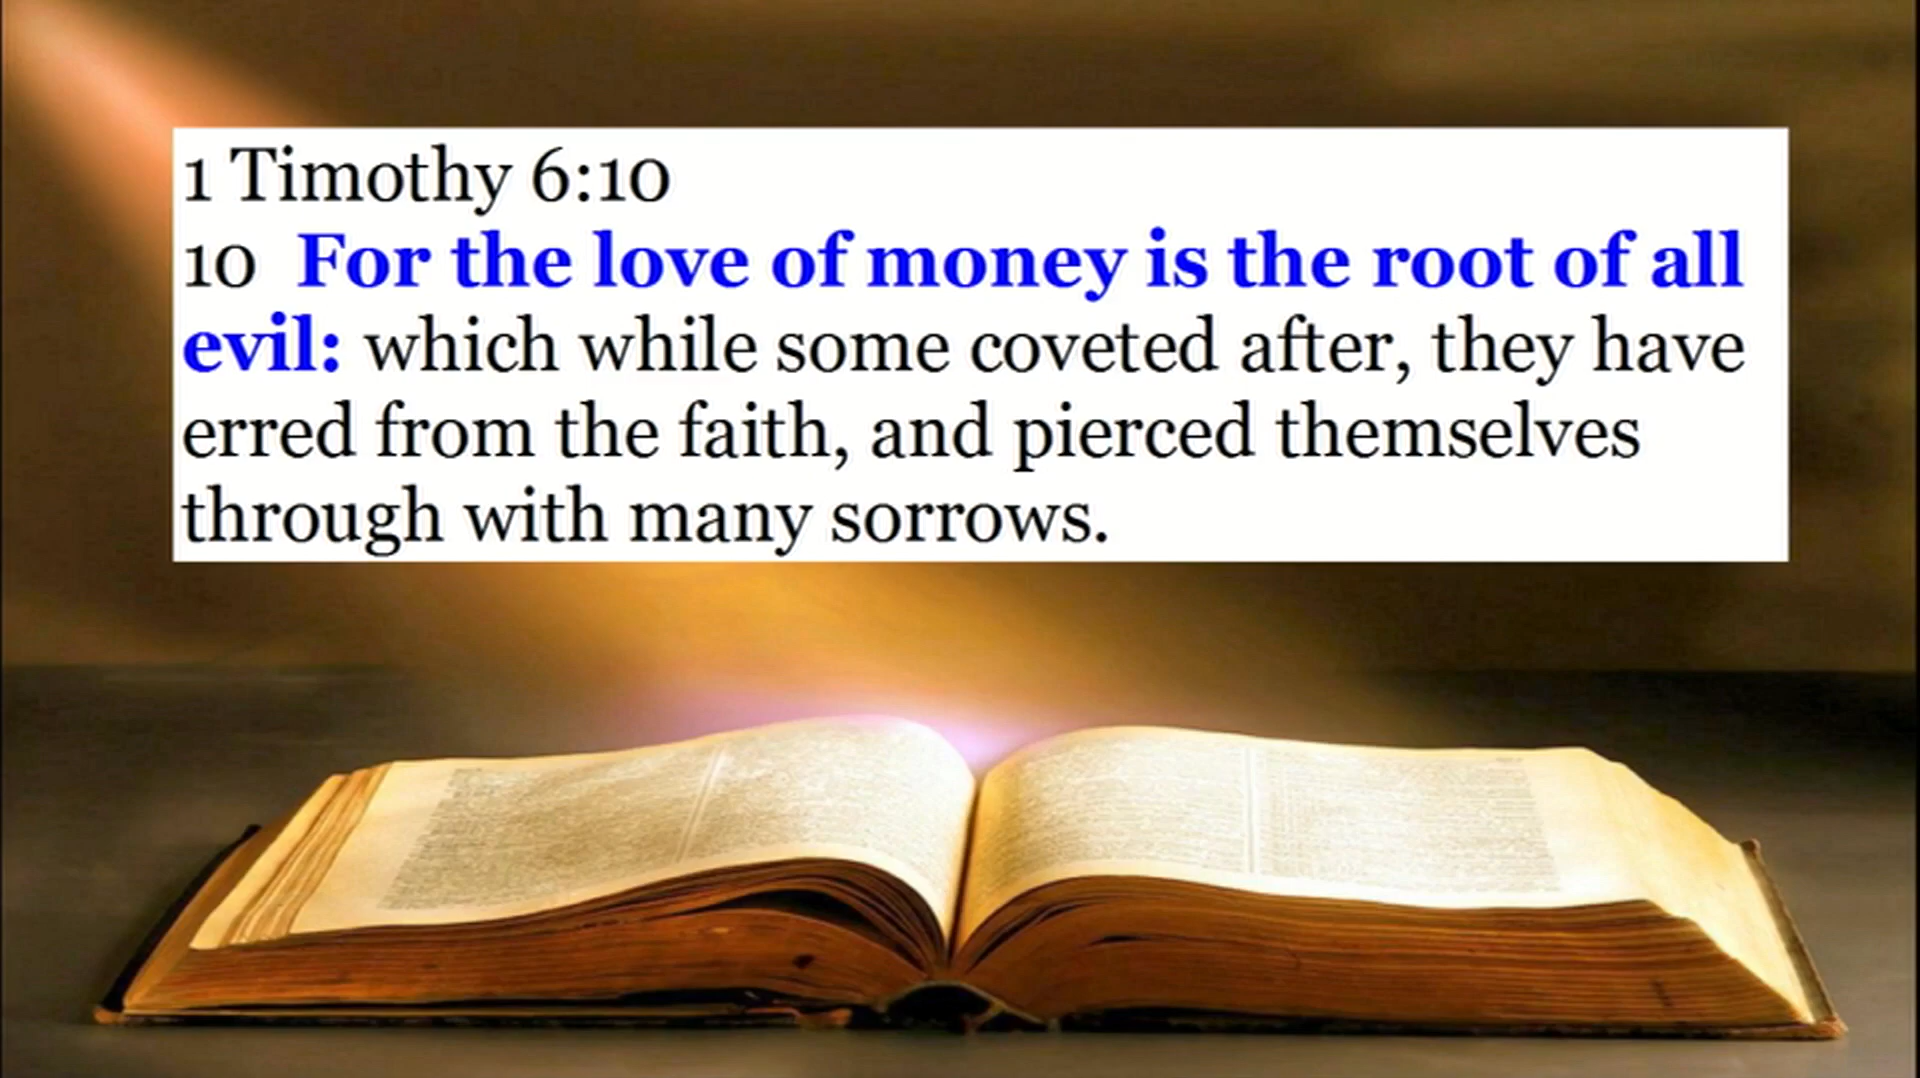 1 Timothy 6:10
10 For the love of money is the root of all
evil: which while some coveted after, they have
erred from the faith, and pierced themselves
through with many sorrows.